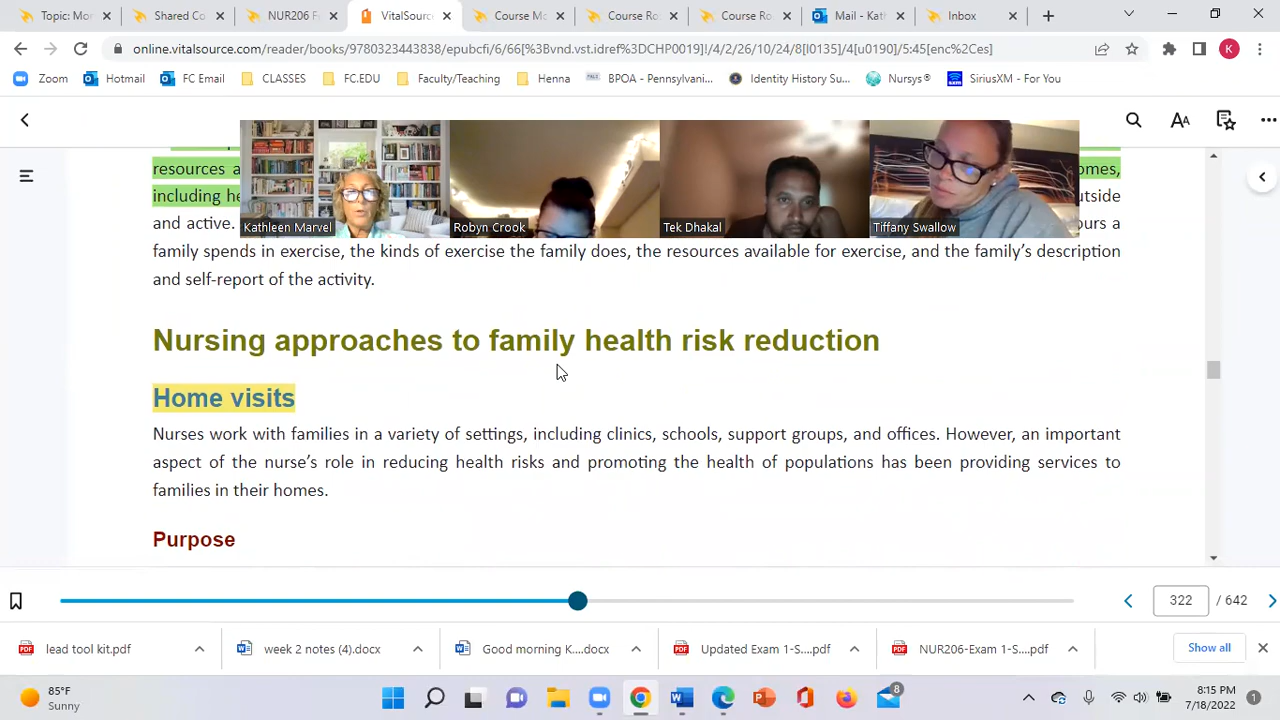 Topic: Mor
Shared Co
NUR206 F
VitalSource
Course Mo
Course Ro
Course Ro
Mail - Kath
Inbox
online.vitalsource.com/reader/books/9780323443838/epubcfi/6/66[%3Bvnd.vst.idref%3DCHP0019]!/4/2/26/10/24/8[l0135]/4[u0190]/5:45[enc%2Ces]
K
Zoom
Hotmail
FC Email
CLASSES
FC.EDU
Faculty/Teaching
Henna
BPOA - Pennsylvani...
Identity History Su...
Nursys®
SiriusXM - For You
resources a
omes,
including he
utside
and active.
ours a
Kathleen Marvel
Robyn Crook
Tek Dhakal
Tiffany Swallow
family spends in exercise, the kinds of exercise the family does, the resources available for exercise, and the family's description
and self-report of the activity.
Nursing approaches to family health risk reduction
Home visits
Nurses work with families in a variety of settings, including clinics, schools, support groups, and offices. However, an important
aspect of the nurse's role in reducing health risks and promoting the health of populations has been providing services to
families in their homes.
Purpose
322 / 642
lead tool kit.pdf
week 2 notes (4).docx
Good morning K....docx
Updated Exam 1-S....pdf
NUR206-Exam 1-S....pdf
Show all
85°F
Sunny
8
8:15 PM
7/18/2022
1